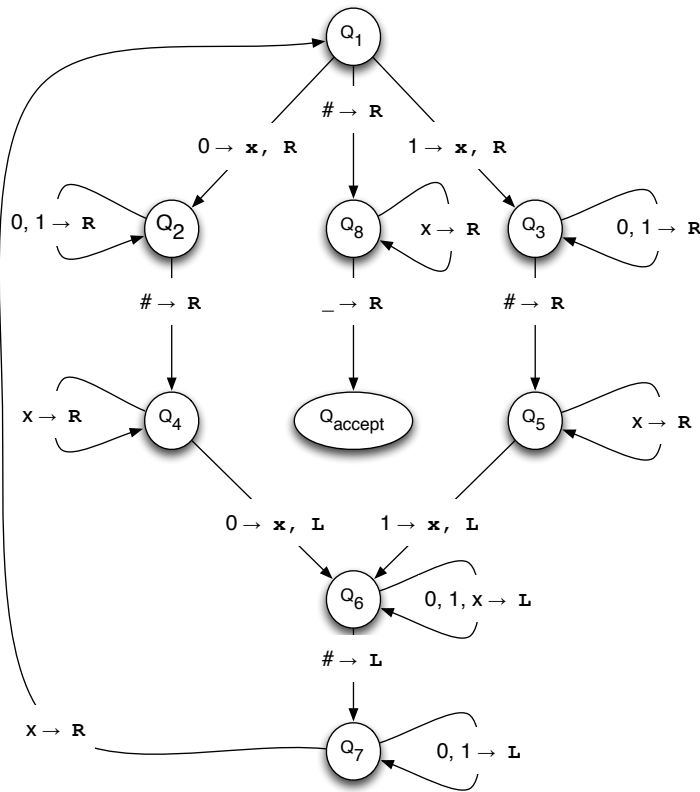 Q1
# → R
0 → x, R
1 → x, R
0, 1 → R
Q2
Q8
x → R
Q3
0, 1 → R
# → R
_ → R
# → R
x → R
Q4
Qaccept
Q5
x → R
0 → x, L
1 → x, L
Q6
0, 1, x → L
# → L
x → R
Q7
0, 1 → L